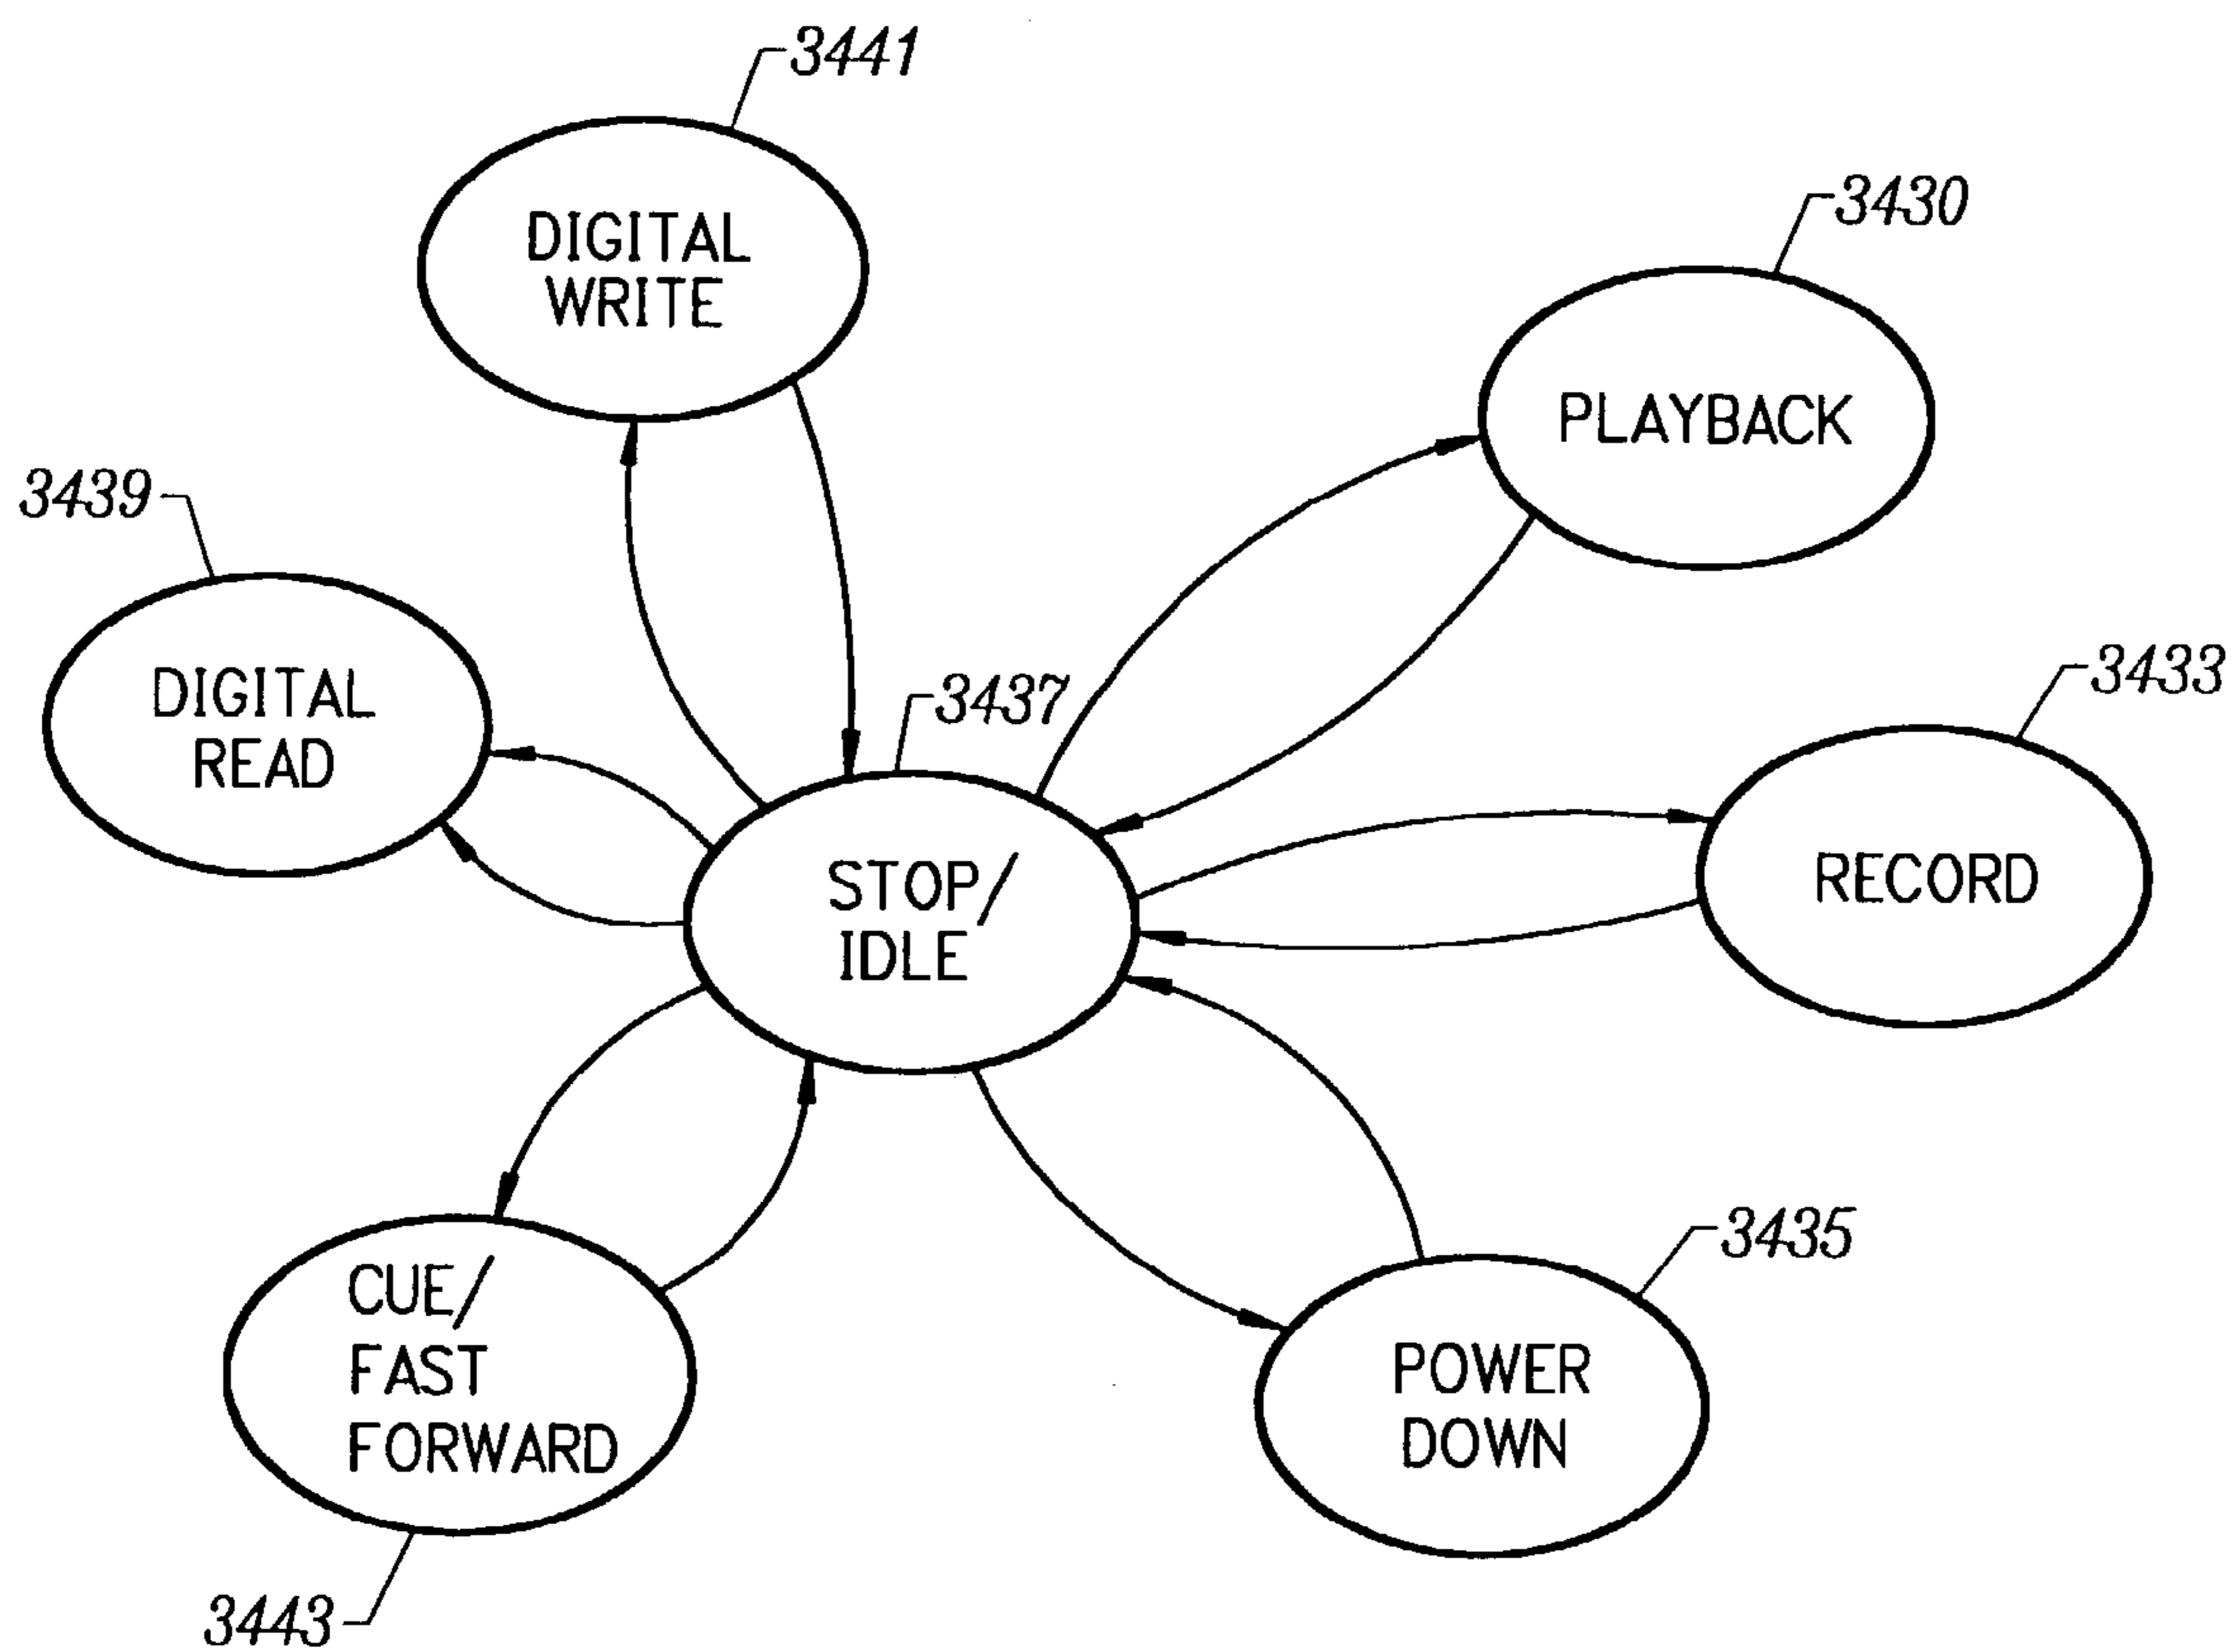 3441
DIGITAL
WRITE
3430
PLAYBACK
3439
DIGITAL
READ
3437
STOP/
IDLE
3433
RECORD
CUE/
FAST
FORWARD
3443
3435
POWER
DOWN